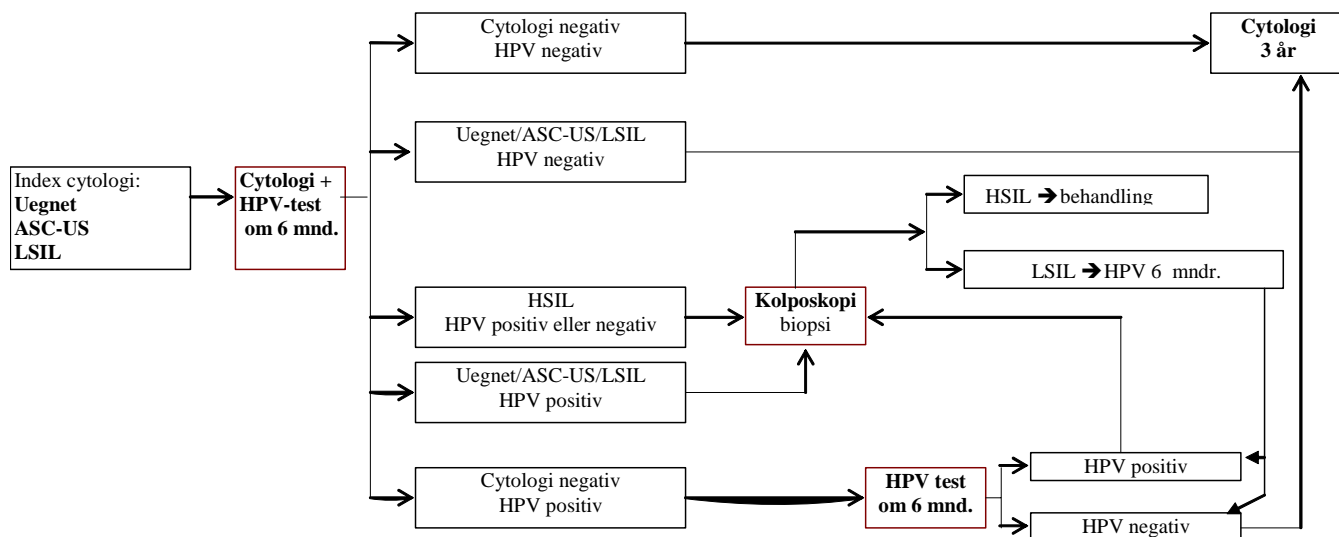 Index cytologi:
Uegnet
ASC-US
LSIL
Cytologi +
HPV-test
om 6 mnd.
Cytologi negativ
HPV negativ
Cytologi
3 år
Uegnet/ASC-US/LSIL
HPV negativ
HSIL ➔ behandling
LSIL ➔ HPV 6 mndr.
HSIL
HPV positiv eller negativ
Kolposkopi
biopsi
Uegnet/ASC-US/LSIL
HPV positiv
Cytologi negativ
HPV positiv
HPV test
om 6 mnd.
HPV positiv
HPV negativ